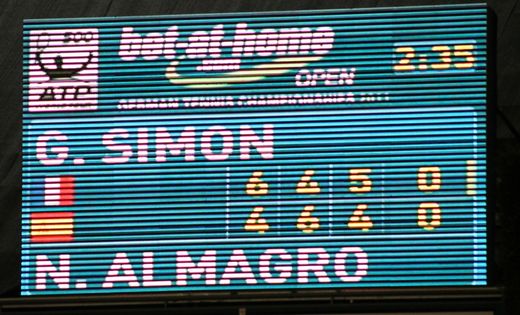 500
ATP
bet-at-home
.com
OPEN
2:35
GERMAN TENNIS CHAMPIONSHIPS 2011
G. SIMON
6 4 5 0
4 6 4 0
N. ALMAGRO